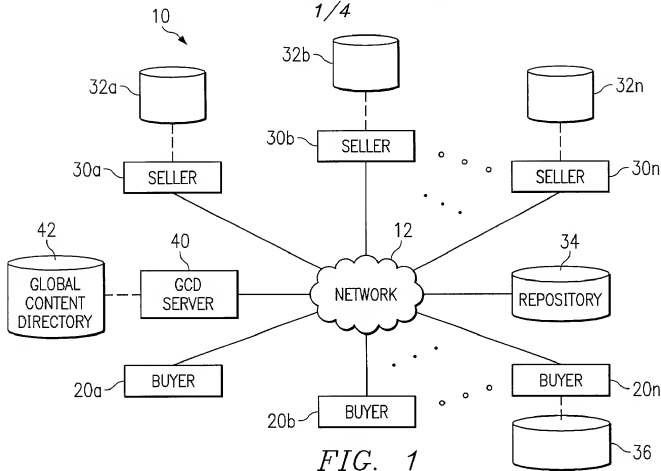 1/4
10
32a
32b
32n
30a
SELLER
30b
SELLER
SELLER
30n
42
40
12
34
GLOBAL
CONTENT
DIRECTORY
GCD
SERVER
NETWORK
REPOSITORY
20a
BUYER
20b
BUYER
BUYER
20n
36
FIG. 1